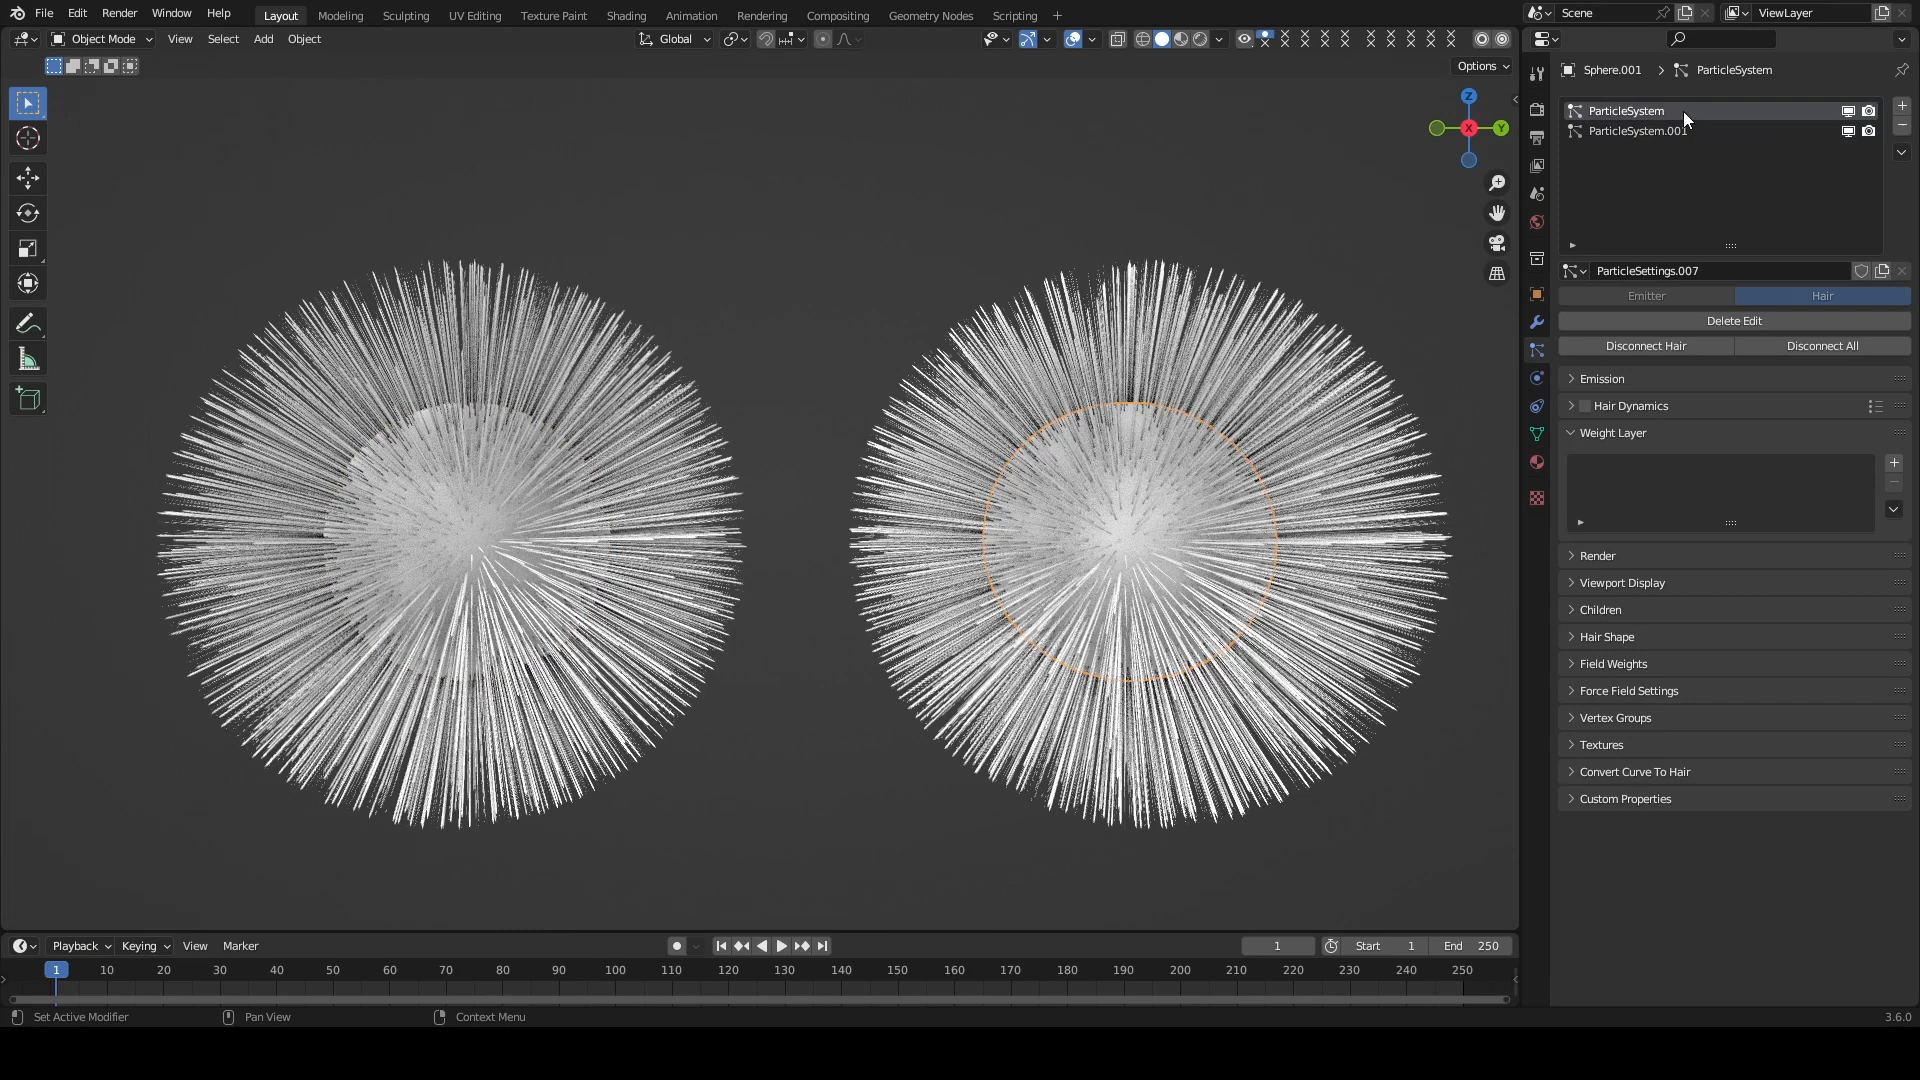 File Edit Render Window Help Layout Modeling Sculpting UV Editing Texture Paint Shading Animation Rendering Compositing Geometry Nodes Scripting + Scene ViewLayer
Object Mode View Select Add Object Global
Options
Z
X Y
Sphere.001 > ParticleSystem
ParticleSystem
ParticleSystem.001
ParticleSettings.007
Emitter Hair
Delete Edit
Disconnect Hair Disconnect All
Emission
Hair Dynamics
Weight Layer
Render
Viewport Display
Children
Hair Shape
Field Weights
Force Field Settings
Vertex Groups
Textures
Convert Curve To Hair
Custom Properties
Playback Keying View Marker 1 Start 1 End 250
1 10 20 30 40 50 60 70 80 90 100 110 120 130 140 150 160 170 180 190 200 210 220 230 240 250
Set Active Modifier Pan View Context Menu 3.6.0